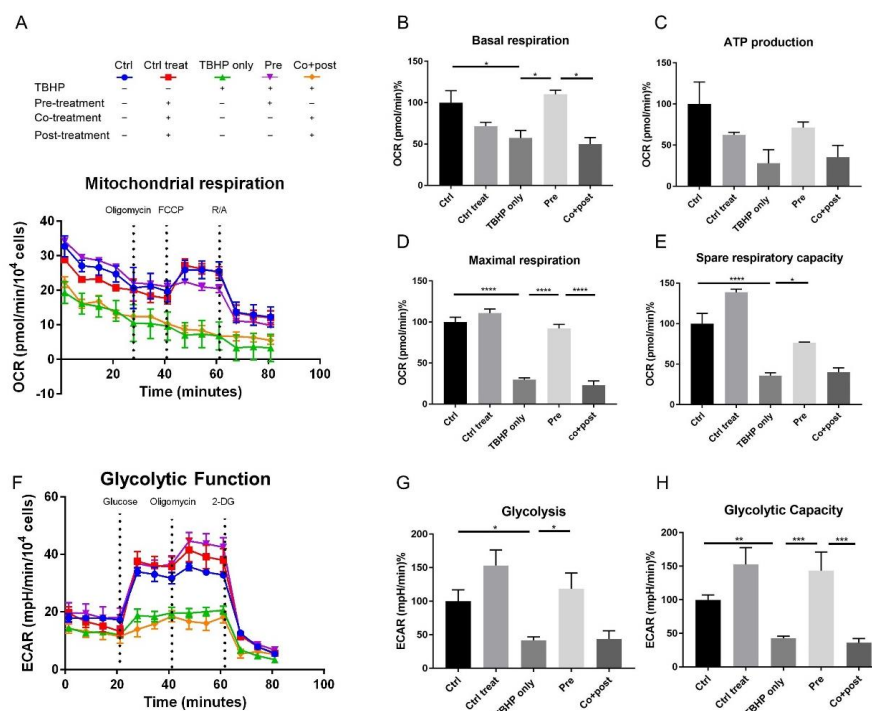 A
Ctrl Ctrl treat TBHP only Pre Co+post
TBHP – – + + +
Pre-treatment – + – + –
Co-treatment – + – – +
Post-treatment – + – – +
Mitochondrial respiration
Oligomycin FCCP R/A
OCR (pmol/min/10⁴ cells)
40
30
20
10
0
-10
20 40 60 80 100
Time (minutes)
B
Basal respiration
OCR (pmol/min)%
150
100
50
0
* * *
Ctrl Ctrl treat TBHP only Pre Co+post
C
ATP production
OCR (pmol/min)%
150
100
50
0
Ctrl Ctrl treat TBHP only Pre Co+post
D
Maximal respiration
OCR (pmol/min)%
150
100
50
0
**** **** ****
Ctrl Ctrl treat TBHP only Pre co+post
E
Spare respiratory capacity
OCR (pmol/min)%
150
100
50
0
**** *
Ctrl Ctrl treat TBHP only Pre Co+post
F
Glycolytic Function
Glucose Oligomycin 2-DG
ECAR (mpH/min/10⁴ cells)
60
40
20
0
0 20 40 60 80 100
Time (minutes)
G
Glycolysis
ECAR (mpH/min)%
200
150
100
50
0
* *
Ctrl Ctrl treat TBHP only Pre Co+post
H
Glycolytic Capacity
ECAR (mpH/min)%
200
150
100
50
0
** *** ***
Ctrl Ctrl treat TBHP only Pre Co+post